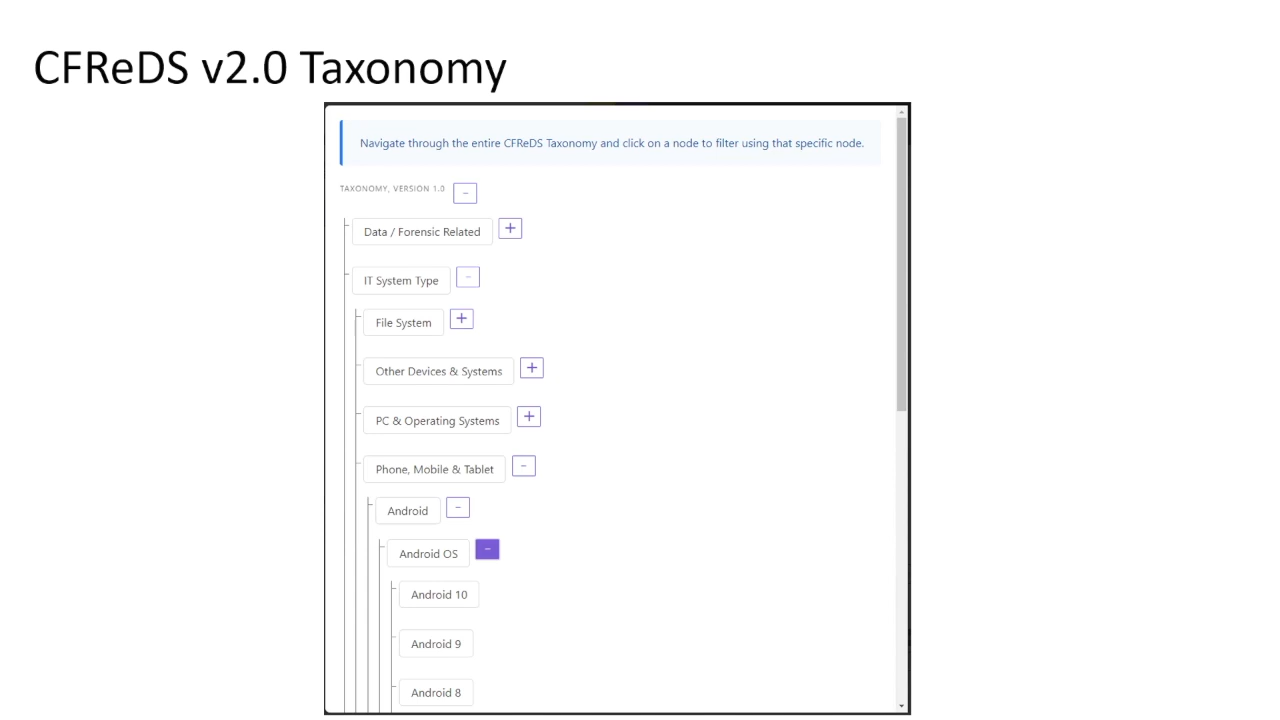 CFReDS v2.0 Taxonomy
Navigate through the entire CFReDS Taxonomy and click on a node to filter using that specific node.
TAXONOMY, VERSION 1.0 -
Data / Forensic Related +
IT System Type -
File System +
Other Devices & Systems +
PC & Operating Systems +
Phone, Mobile & Tablet -
Android -
Android OS -
Android 10
Android 9
Android 8